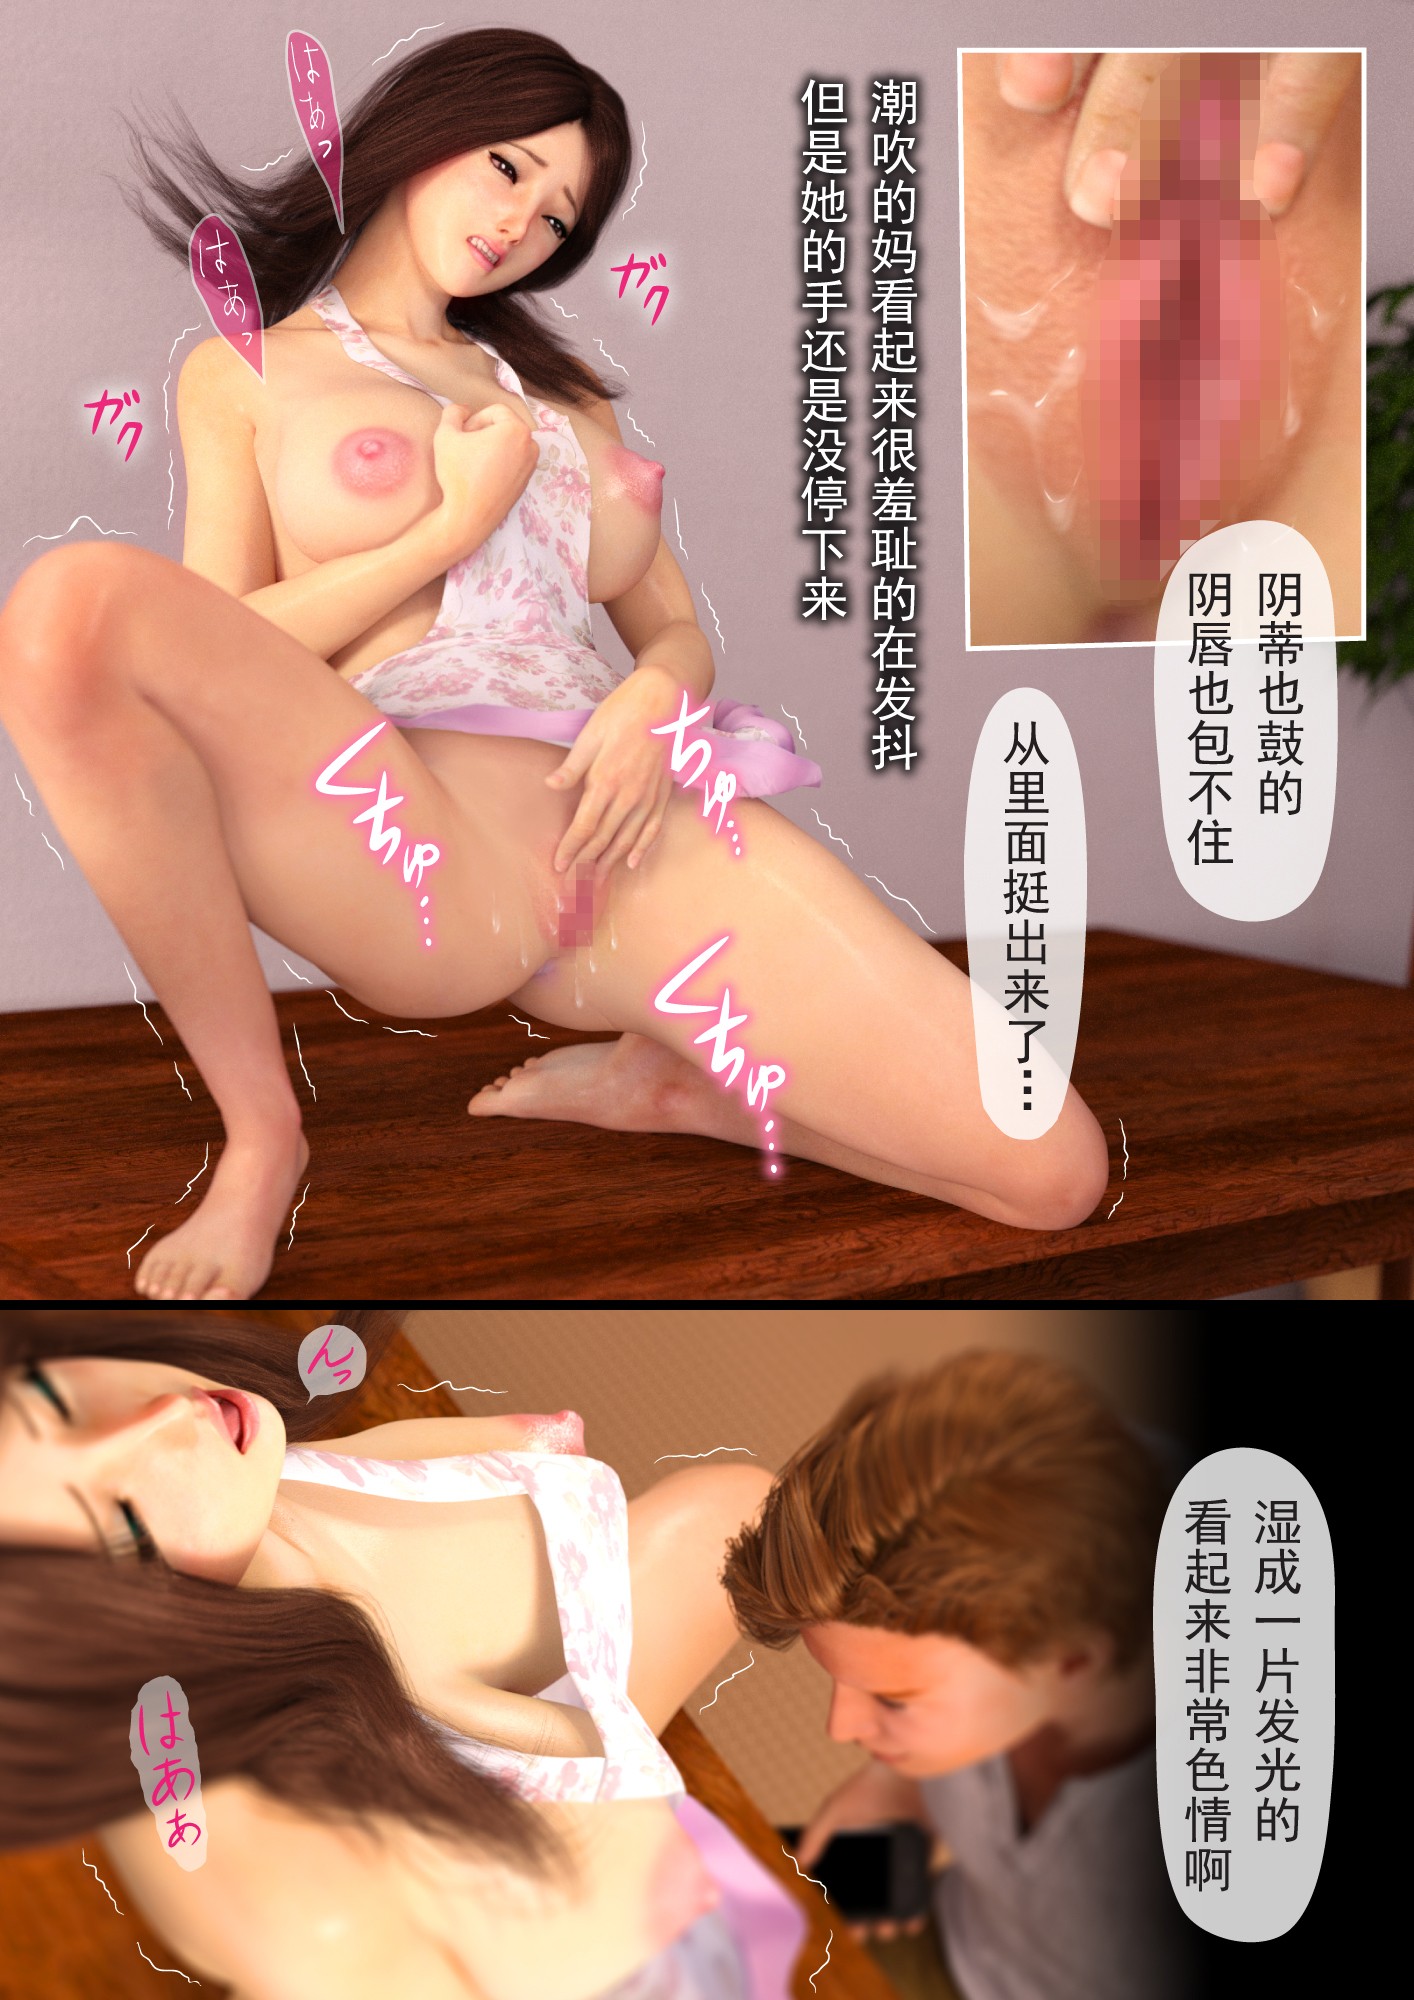 潮吹的妈看起来很羞耻的在发抖
但是她的手还是没停下来
阴蒂也鼓的
阴唇也包不住
从里面挺出来了…
はあっ
はあっ
ガク
ガク
ちゅ…
くちゅ…
くちゅ…
んっ
湿成一片发光的
看起来非常色情啊
はあぁ